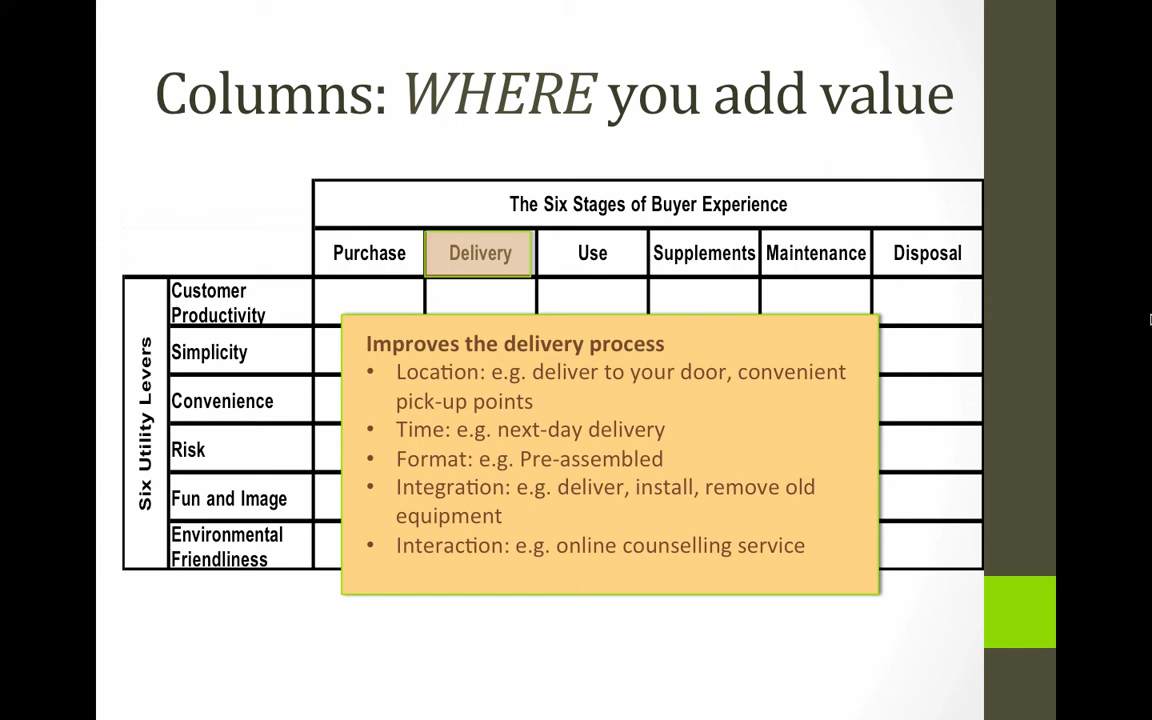 Columns: WHERE you add value
The Six Stages of Buyer Experience
Purchase Delivery Use Supplements Maintenance Disposal
Six Utility Levers
Customer
Productivity
Simplicity
Convenience
Risk
Fun and Image
Environmental
Friendliness
Improves the delivery process
• Location: e.g. deliver to your door, convenient
pick-up points
• Time: e.g. next-day delivery
• Format: e.g. Pre-assembled
• Integration: e.g. deliver, install, remove old
equipment
• Interaction: e.g. online counselling service